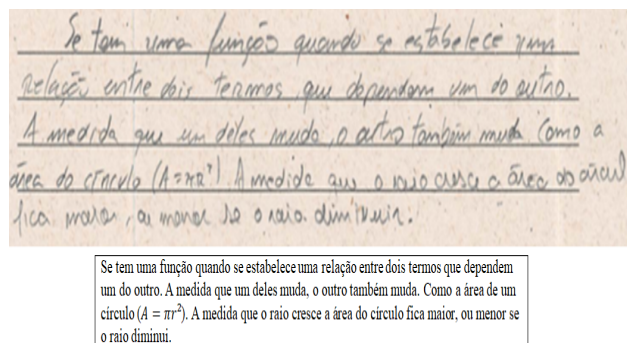 Se tem uma função quando se estabelece um
relação entre dois termos que dependam um do outro.
A medida que um deles muda, o outro também muda Como a
área do círculo (A=πR²) A medida que o raio cresce a área do círcul
fica maior, ou menor se o raio diminuir.
Se tem uma função quando se estabelece uma relação entre dois termos que dependem
um do outro. A medida que um deles muda, o outro também muda. Como a área de um
círculo (A = πr²). A medida que o raio cresce a área do círculo fica maior, ou menor se
o raio diminui.